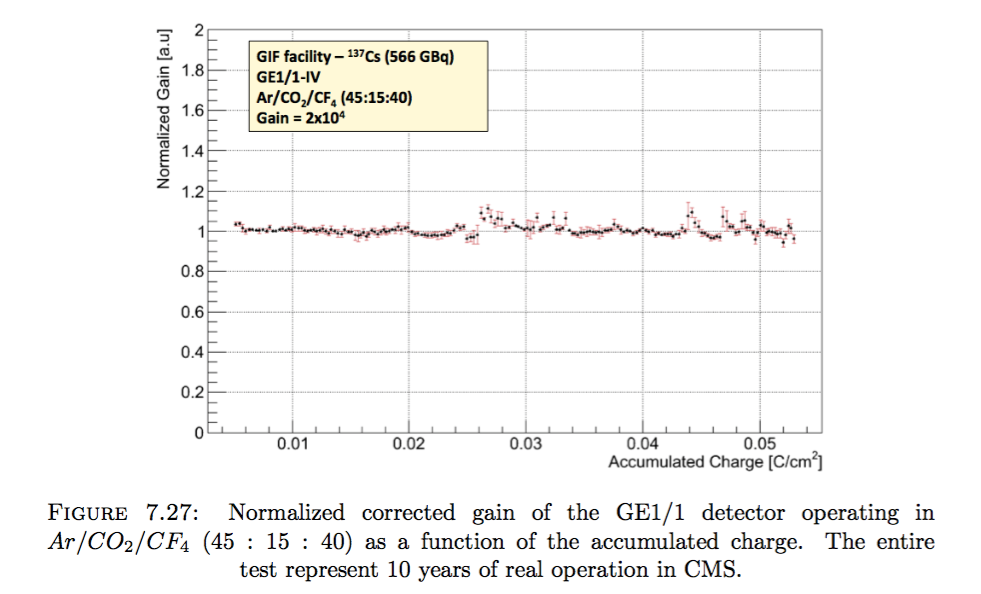 Normalized Gain [a.u]
2
1.8
1.6
1.4
1.2
1
0.8
0.6
0.4
0.2
0
GIF facility – ¹³⁷Cs (566 GBq)
GE1/1-IV
Ar/CO₂/CF₄ (45:15:40)
Gain = 2x10⁴
0.01 0.02 0.03 0.04 0.05
Accumulated Charge [C/cm²]
FIGURE 7.27: Normalized corrected gain of the GE1/1 detector operating in
Ar/CO₂/CF₄ (45 : 15 : 40) as a function of the accumulated charge. The entire
test represent 10 years of real operation in CMS.